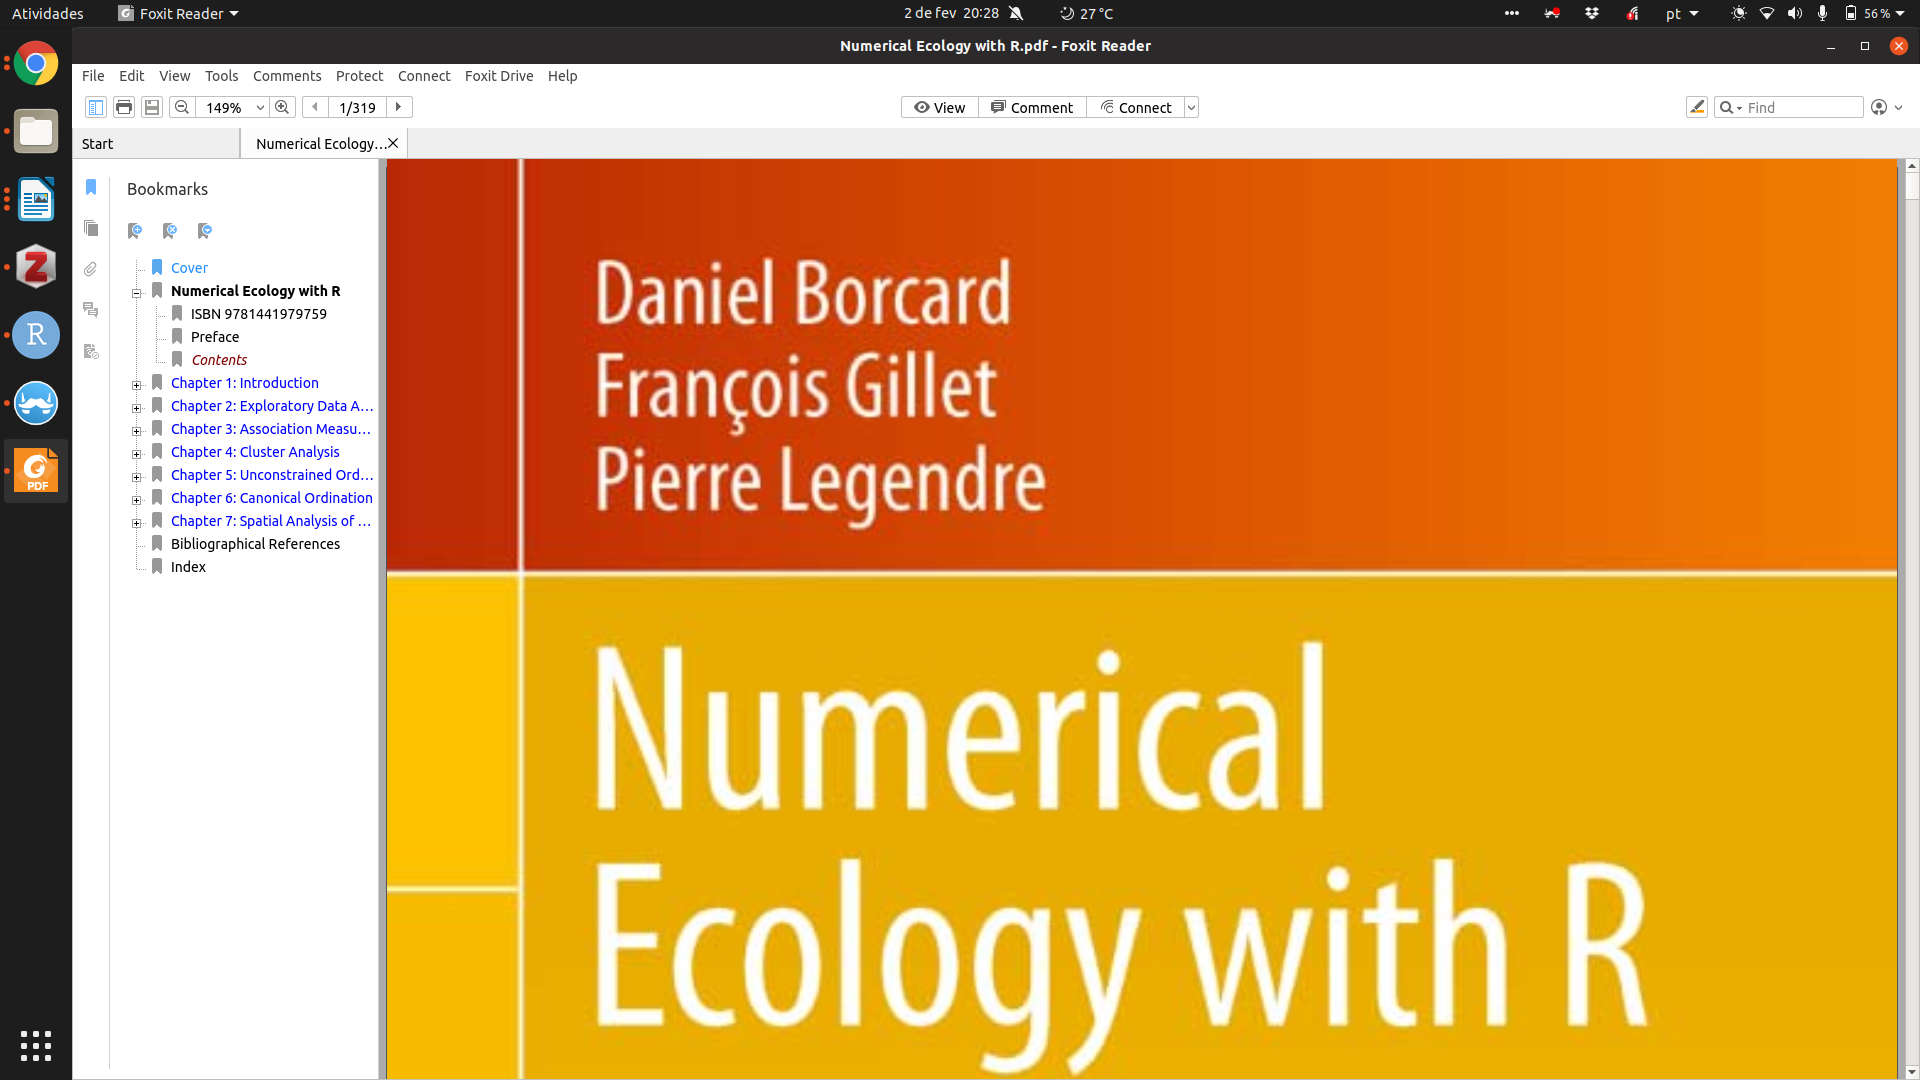 Atividades
Foxit Reader
2 de fev 20:28
27 °C
pt
56 %
Numerical Ecology with R.pdf - Foxit Reader
File Edit View Tools Comments Protect Connect Foxit Drive Help
149%
1/319
View
Comment
Connect
Find
Start
Numerical Ecology...
Bookmarks
Cover
Numerical Ecology with R
ISBN 9781441979759
Preface
Contents
Chapter 1: Introduction
Chapter 2: Exploratory Data A...
Chapter 3: Association Measu...
Chapter 4: Cluster Analysis
Chapter 5: Unconstrained Ord...
Chapter 6: Canonical Ordination
Chapter 7: Spatial Analysis of ...
Bibliographical References
Index
Z
R
PDF
Daniel Borcard
François Gillet
Pierre Legendre
Numerical
Ecology with R